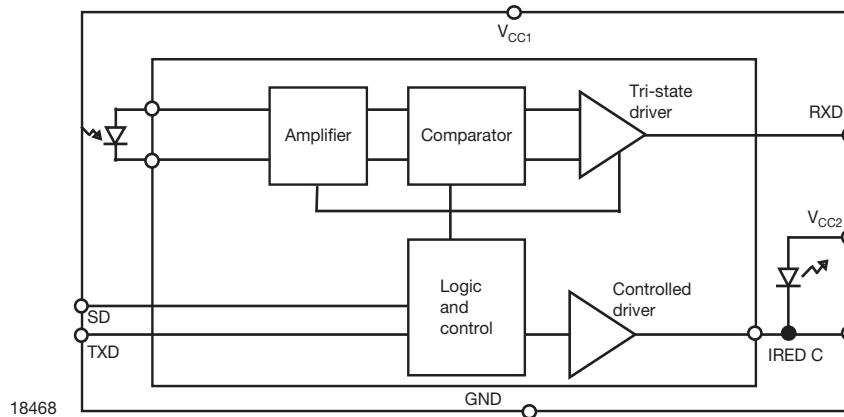 VCC1
Tri-state
driver
RXD
Amplifier
Comparator
VCC2
Logic
and
control
Controlled
driver
SD
TXD
IRED C
GND
18468